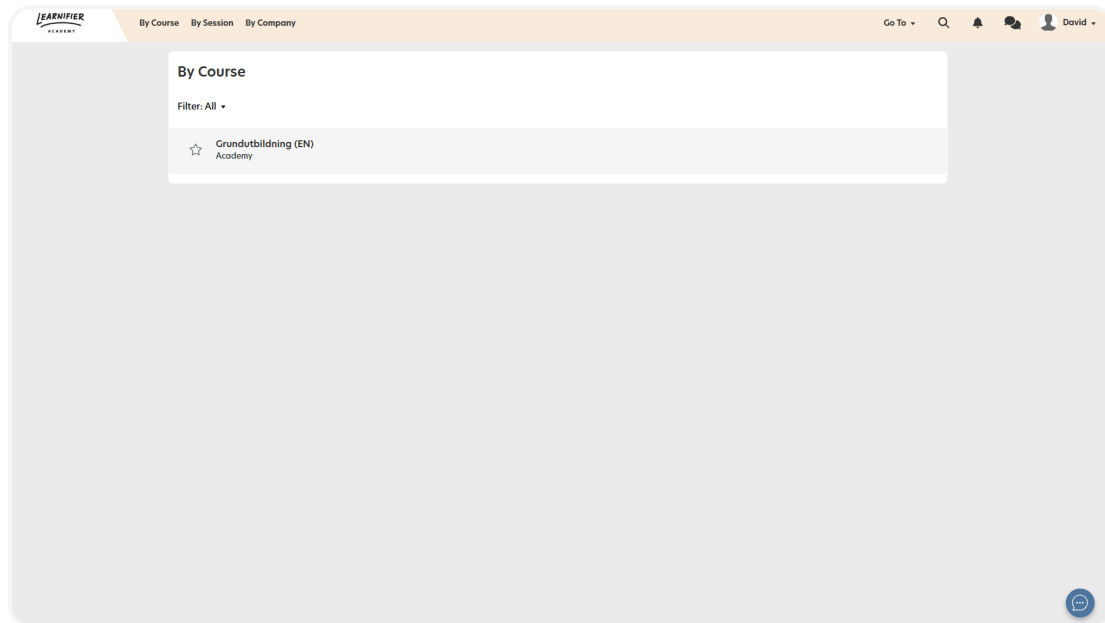 LEARNIFIER
ACADEMY
By Course By Session By Company
Go To
David
By Course
Filter: All
Grundutbildning (EN)
Academy